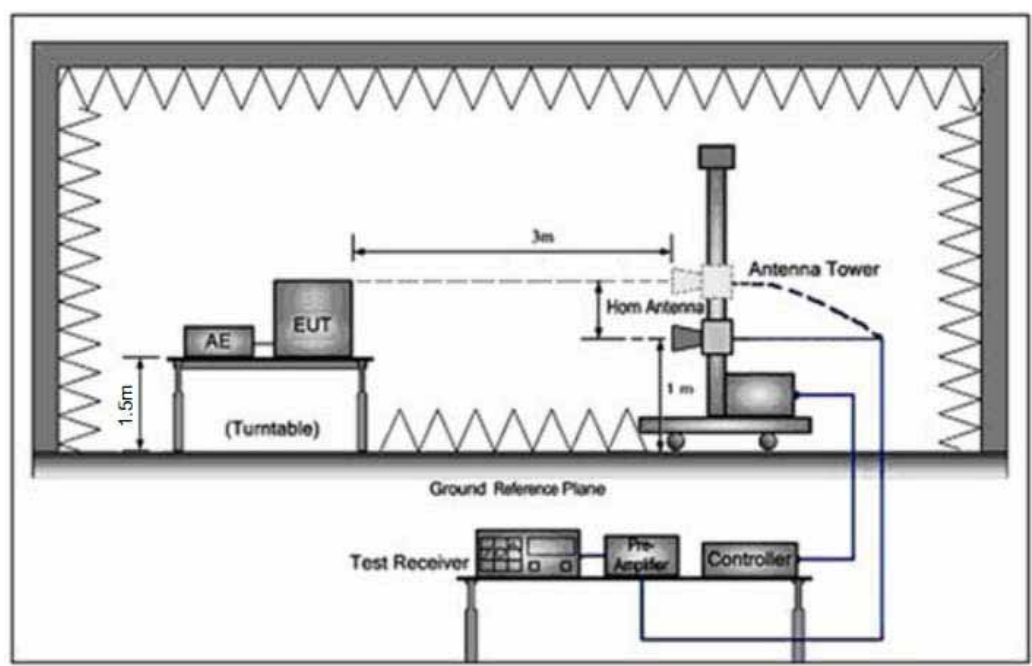 3m
Antenna Tower
Horn Antenna
EUT
AE
1 m
1.5m
(Turntable)
Ground Reference Plane
Test Receiver
Pre-
Amplifier
Controller